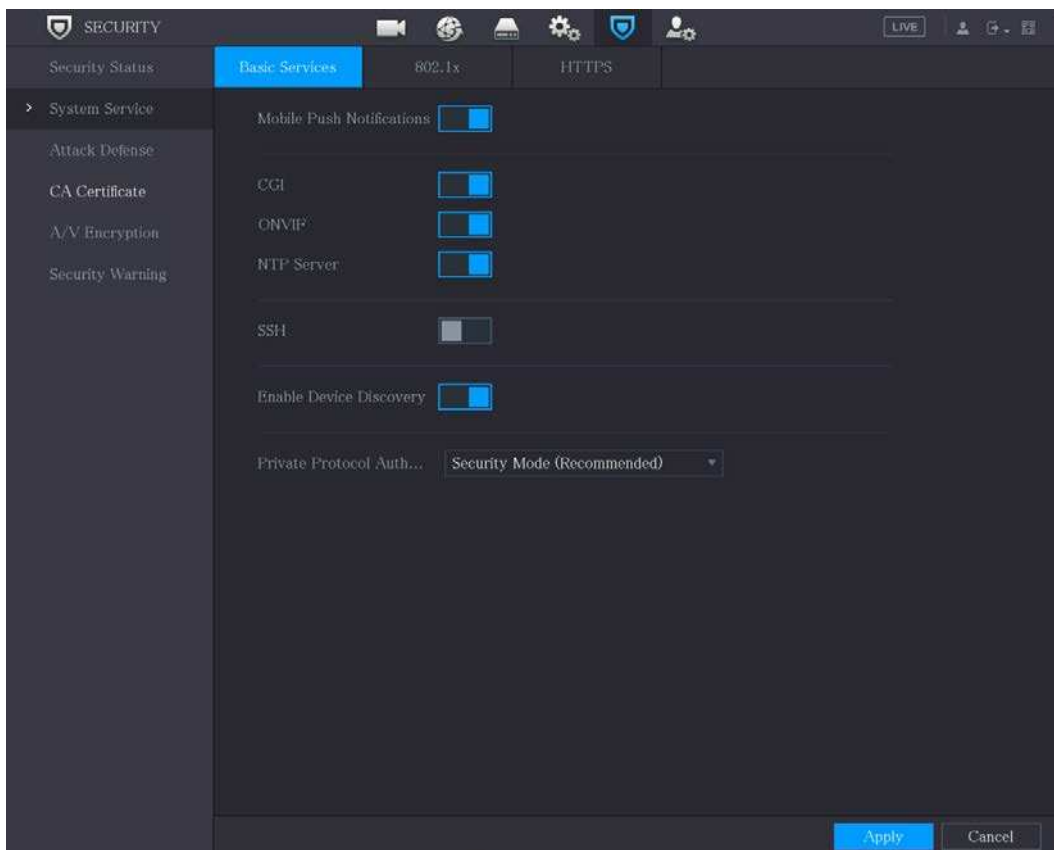 SECURITY
LIVE
Security Status
Basic Services
802.1x
HTTPS
System Service
Mobile Push Notifications
Attack Defense
CA Certificate
CGI
A/V Encryption
ONVIF
NTP Server
Security Warning
SSH
Enable Device Discovery
Private Protocol Auth... Security Mode (Recommended)
Apply
Cancel